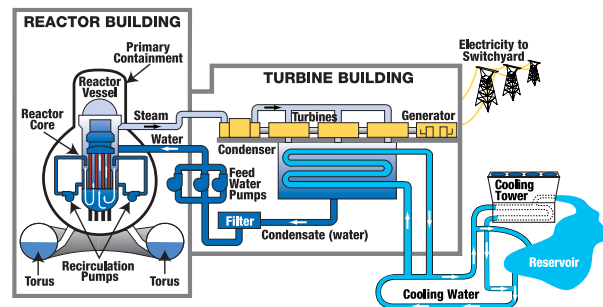 REACTOR BUILDING
Primary
Containment
Reactor
Vessel
Reactor
Core
Steam
Water
TURBINE BUILDING
Turbines
Generator
Condenser
Electricity to
Switchyard
Feed
Water
Pumps
Filter
Condensate (water)
Torus
Recirculation
Pumps
Torus
Cooling
Tower
Reservoir
Cooling Water